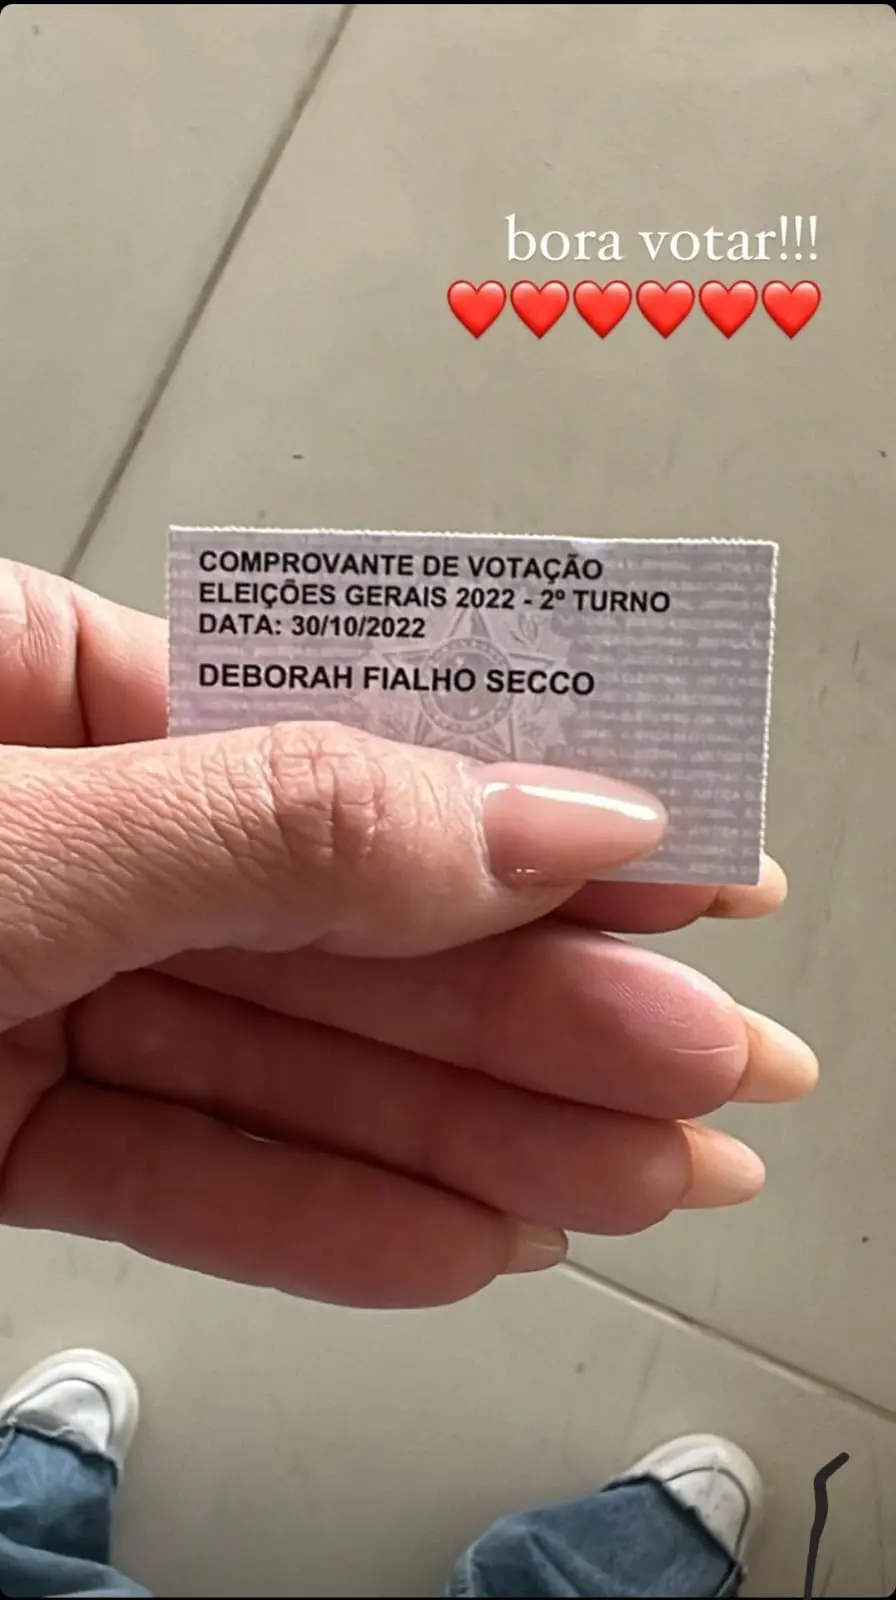 bora votar!!!
❤️❤️❤️❤️❤️❤️
COMPROVANTE DE VOTAÇÃO
ELEIÇÕES GERAIS 2022 - 2º TURNO
DATA: 30/10/2022
DEBORAH FIALHO SECCO